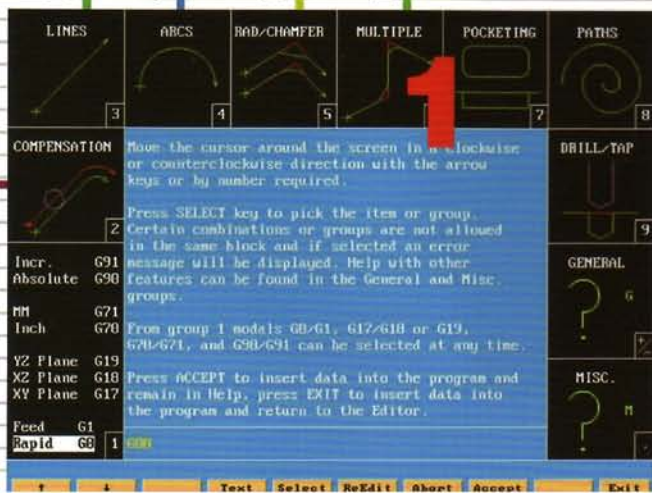 LINES
ARCS
RAD/CHAMFER
MULTIPLE
POCKETING
PATHS
1
3
4
5
7
8
COMPENSATION
2
Move the cursor around the screen in a clockwise
or counterclockwise direction with the arrow
keys or by number required.
Press SELECT key to pick the item or group.
Certain combinations or groups are not allowed
in the same block and if selected an error
message will be displayed. Help with other
features can be found in the General and Misc.
groups.
From group 1 modals G0/G1, G17/G18 or G19,
G70/G71, and G90/G91 can be selected at any time.
Press ACCEPT to insert data into the program and
remain in Help, press EXIT to insert data into
the program and return to the Editor.
DRILL/TAP
9
GENERAL
? G
+/-
MISC.
? M
.
Incr. G91
Absolute G90
MM G71
Inch G70
YZ Plane G19
XZ Plane G18
XY Plane G17
Feed G1
Rapid G0
1
↑ ↓ Text Select ReEdit Abort Accept Exit